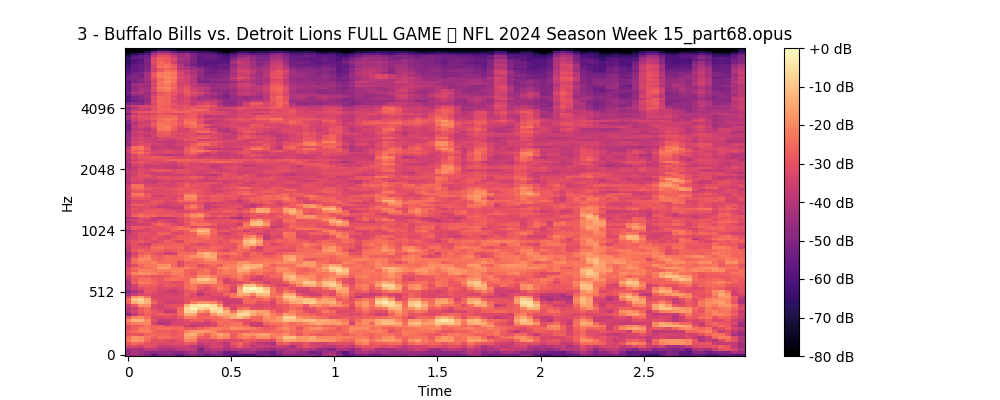 3 - Buffalo Bills vs. Detroit Lions FULL GAME ▯ NFL 2024 Season Week 15_part68.opus
+0 dB
-10 dB
-20 dB
-30 dB
-40 dB
-50 dB
-60 dB
-70 dB
-80 dB
4096
2048
1024
512
0
Hz
0 0.5 1 1.5 2 2.5
Time